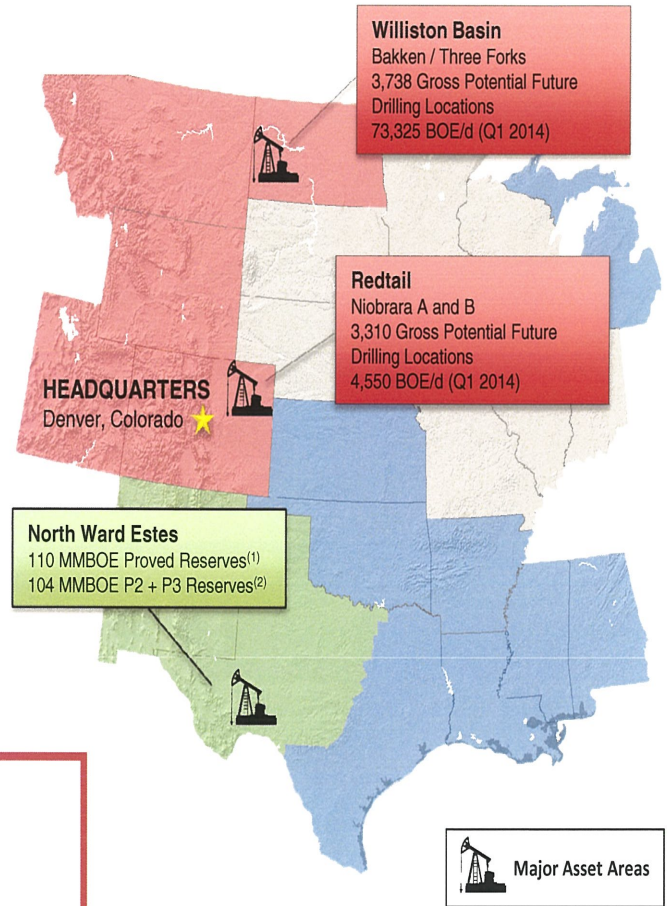 Williston Basin
Bakken / Three Forks
3,738 Gross Potential Future
Drilling Locations
73,325 BOE/d (Q1 2014)
Redtail
Niobrara A and B
3,310 Gross Potential Future
Drilling Locations
4,550 BOE/d (Q1 2014)
HEADQUARTERS
Denver, Colorado
North Ward Estes
110 MMBOE Proved Reserves(1)
104 MMBOE P2 + P3 Reserves(2)
Major Asset Areas